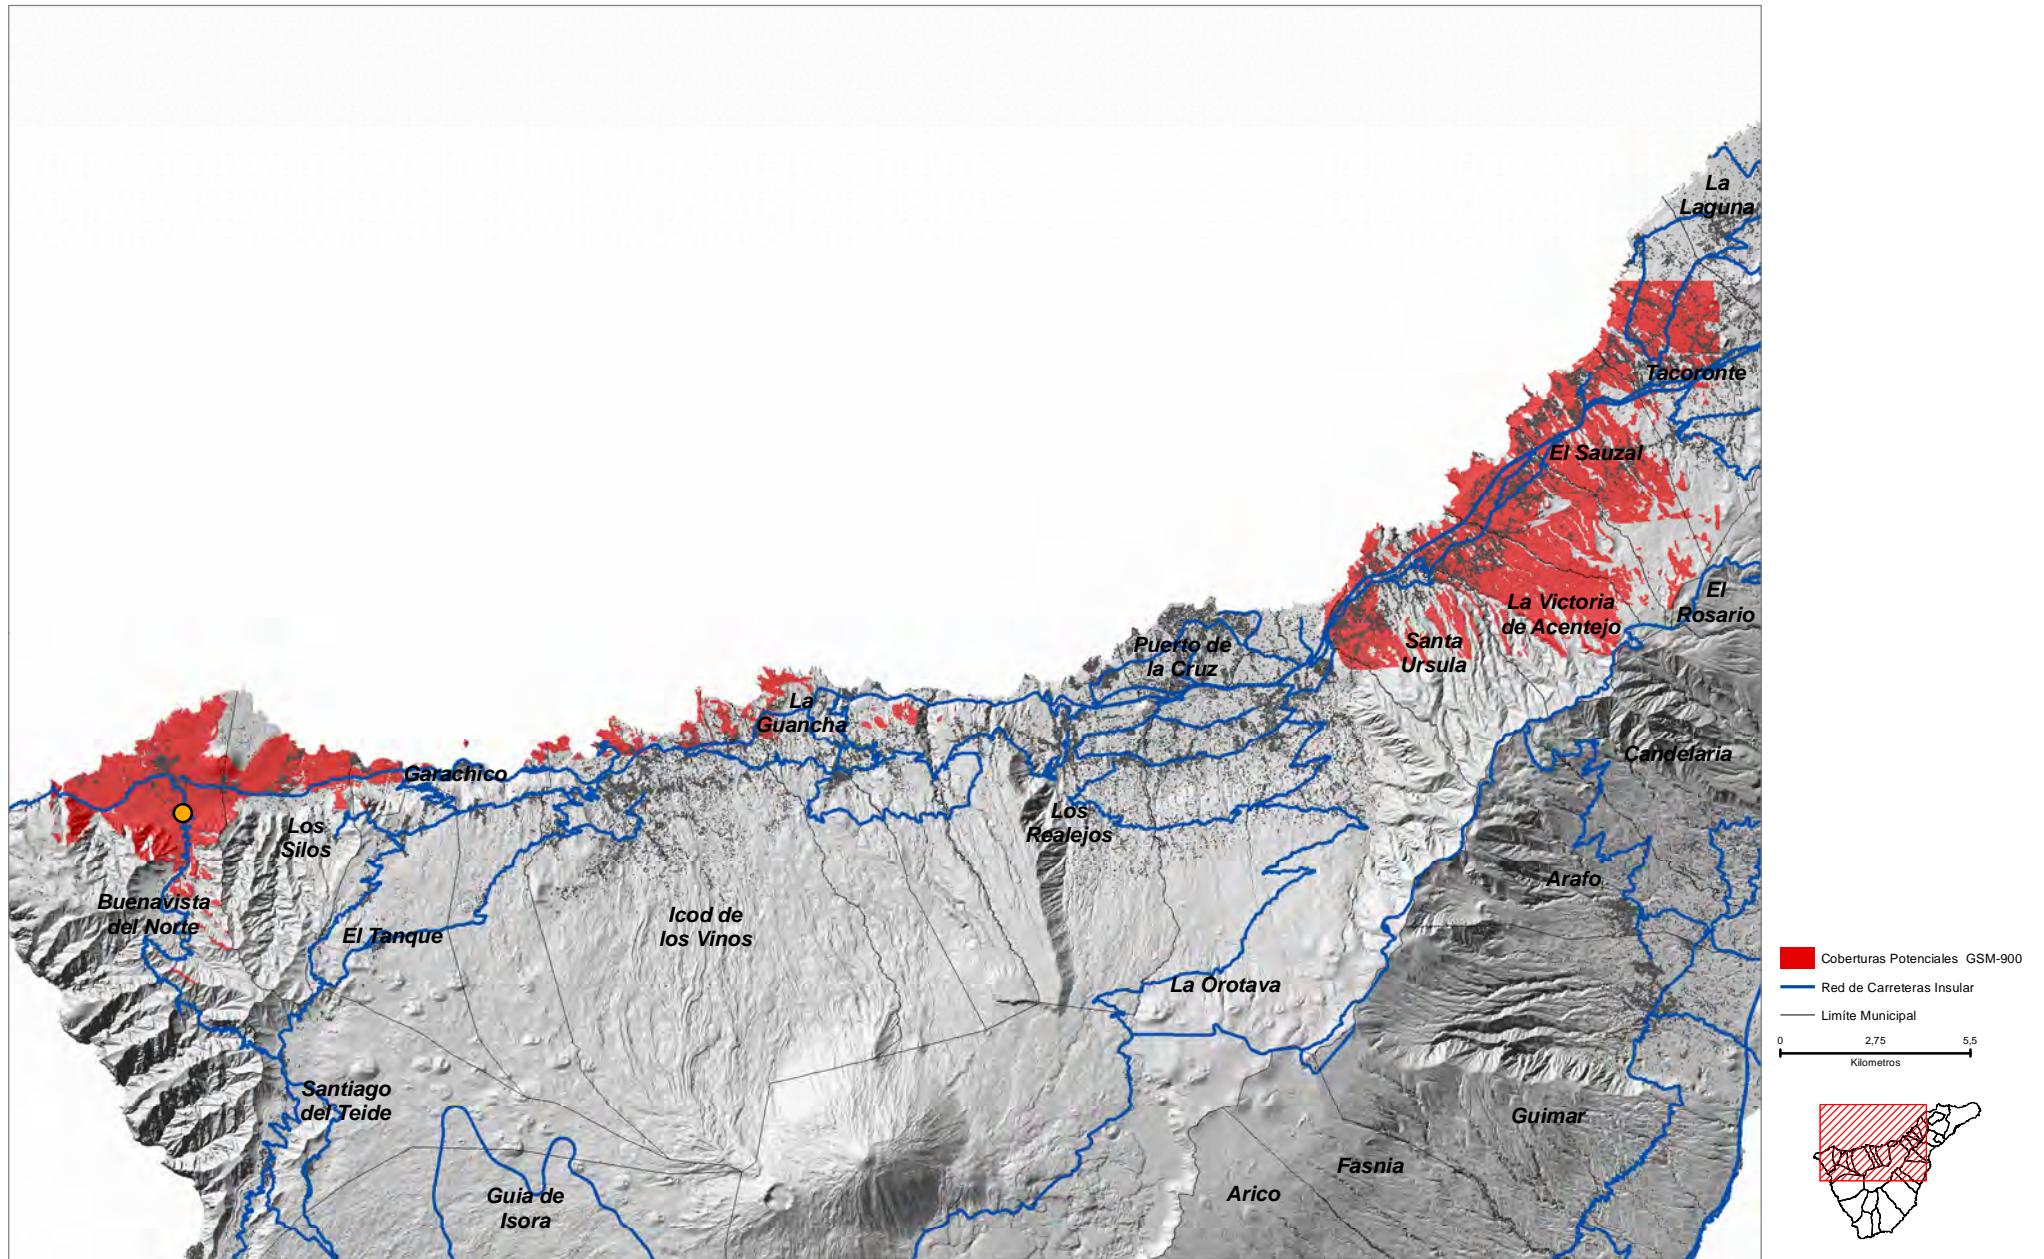 La
Laguna
Tacoronte
El Sauzal
El
Rosario
La Victoria
de Acentejo
Santa
Ursula
Puerto de
la Cruz
La
Guancha
Candelaria
Garachico
Los
Silos
Los
Realejos
Arafo
Buenavista
del Norte
El Tanque
Icod de
los Vinos
La Orotava
Santiago
del Teide
Guimar
Fasnia
Arico
Guia de
Isora
Coberturas Potenciales GSM-900
Red de Carreteras Insular
Limíte Municipal
0 2,75 5,5
Kilometros